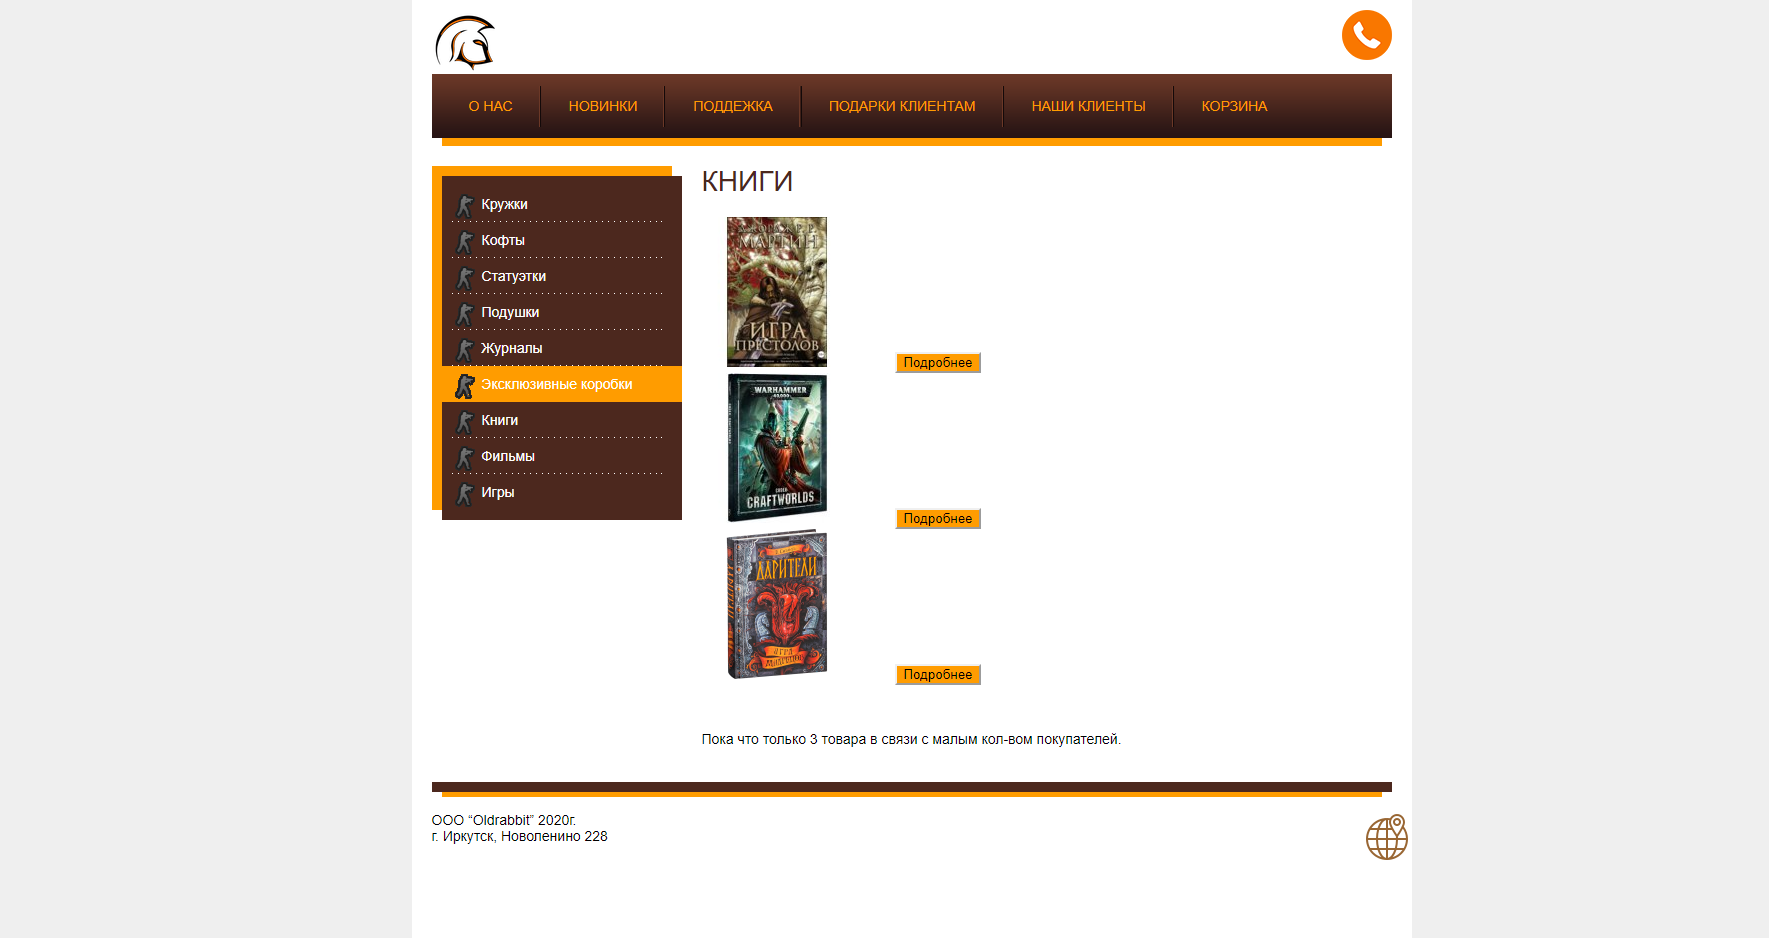 О НАС
НОВИНКИ
ПОДДЕЖКА
ПОДАРКИ КЛИЕНТАМ
НАШИ КЛИЕНТЫ
КОРЗИНА
Кружки
Кофты
Статуэтки
Подушки
Журналы
Эксклюзивные коробки
Книги
Фильмы
Игры
КНИГИ
МАРТИН
ИГРА
ПРЕСТОЛОВ
Подробнее
WARHAMMER
40,000
CODEX
CRAFTWORLDS
Подробнее
ДАРИТЕЛИ
ИГРА
Подробнее
Пока что только 3 товара в связи с малым кол-вом покупателей.
ООО “Oldrabbit” 2020г.
г. Иркутск, Новоленино 228